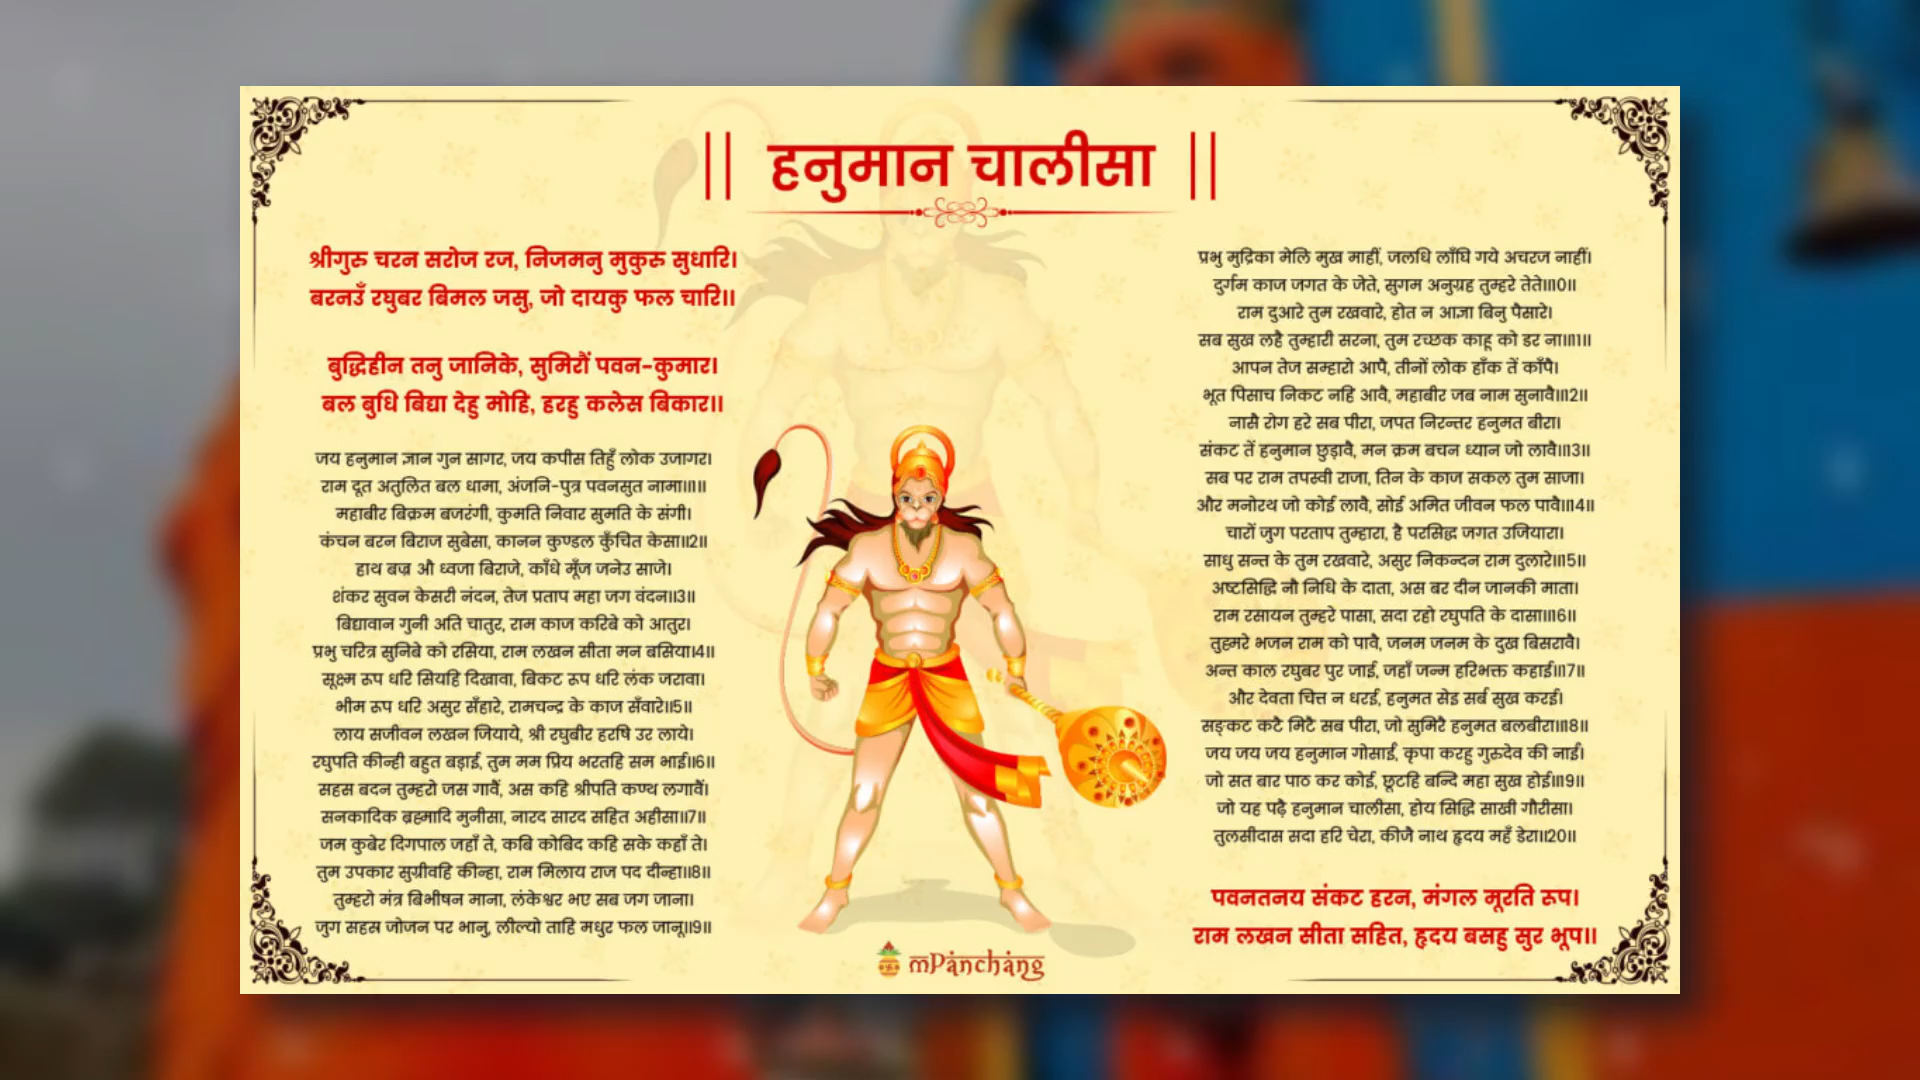 || हनुमान चालीसा ||
श्रीगुरु चरन सरोज रज, निजमनु मुकुरु सुधारि।
बरनउँ रघुबर बिमल जसु, जो दायकु फल चारि।।
बुद्धिहीन तनु जानिके, सुमिरौं पवन-कुमार।
बल बुधि बिद्या देहु मोहि, हरहु कलेस बिकार।।
जय हनुमान ज्ञान गुन सागर, जय कपीस तिहुँ लोक उजागर।
राम दूत अतुलित बल धामा, अंजनि-पुत्र पवनसुत नामा॥1॥
महाबीर बिक्रम बजरंगी, कुमति निवार सुमति के संगी।
कंचन बरन बिराज सुबेसा, कानन कुण्डल कुँचित केसा॥2॥
हाथ बज्र औ ध्वजा बिराजे, काँधे मूँज जनेउ साजे।
शंकर सुवन केसरी नंदन, तेज प्रताप महा जग वंदन॥3॥
बिद्यावान गुनी अति चातुर, राम काज करिबे को आतुर।
प्रभु चरित्र सुनिबे को रसिया, राम लखन सीता मन बसिया।4॥
सूक्ष्म रूप धरि सियहि दिखावा, बिकट रूप धरि लंक जरावा।
भीम रूप धरि असुर सँहारे, रामचन्द्र के काज सँवारे॥5॥
लाय सजीवन लखन जियाये, श्री रघुबीर हरषि उर लाये।
रघुपति कीन्ही बहुत बड़ाई, तुम मम प्रिय भरतहि सम भाई॥6॥
सहस बदन तुम्हरो जस गावैं, अस कहि श्रीपति कण्थ लगावैं।
सनकादिक ब्रह्मादि मुनीसा, नारद सारद सहित अहीसा॥7॥
जम कुबेर दिगपाल जहाँ ते, कबि कोबिद कहि सके कहाँ ते।
तुम उपकार सुग्रीवहि कीन्हा, राम मिलाय राज पद दीन्हा॥8॥
तुम्हरो मंत्र बिभीषन माना, लंकेश्वर भए सब जग जाना।
जुग सहस्र जोजन पर भानु, लील्यो ताहि मधुर फल जानू॥9॥
प्रभु मुद्रिका मेलि मुख माहीं, जलधि लाँघि गये अचरज नाहीं।
दुर्गम काज जगत के जेते, सुगम अनुग्रह तुम्हरे तेते॥10॥
राम दुआरे तुम रखवारे, होत न आज्ञा बिनु पैसारे।
सब सुख लहै तुम्हारी सरना, तुम रच्छक काहू को डर ना॥11॥
आपन तेज सम्हारो आपै, तीनों लोक हाँक तें काँपै।
भूत पिसाच निकट नहि आवै, महाबीर जब नाम सुनावै॥12॥
नासै रोग हरे सब पीरा, जपत निरन्तर हनुमत बीरा।
संकट तें हनुमान छुड़ावै, मन क्रम बचन ध्यान जो लावै॥13॥
सब पर राम तपस्वी राजा, तिन के काज सकल तुम साजा।
और मनोरथ जो कोई लावै, सोई अमित जीवन फल पावै॥14॥
चारों जुग परताप तुम्हारा, है परसिद्ध जगत उजियारा।
साधु सन्त के तुम रखवारे, असुर निकन्दन राम दुलारे॥15॥
अष्टसिद्धि नौ निधि के दाता, अस बर दीन जानकी माता।
राम रसायन तुम्हरे पासा, सदा रहो रघुपति के दासा॥16॥
तुह्मरे भजन राम को पावै, जनम जनम के दुख बिसरावै।
अन्त काल रघुबर पुर जाई, जहाँ जन्म हरिभक्त कहाई॥17॥
और देवता चित्त न धरई, हनुमत सेइ सर्ब सुख करई।
सङ्कट कटै मिटै सब पीरा, जो सुमिरै हनुमत बलबीरा॥18॥
जय जय जय हनुमान गोसाईं, कृपा करहु गुरुदेव की नाईं।
जो सत बार पाठ कर कोई, छूटहि बन्दि महा सुख होई॥19॥
जो यह पढ़ै हनुमान चालीसा, होय सिद्धि साखी गौरीसा।
तुलसीदास सदा हरि चेरा, कीजै नाथ हृदय महँ डेरा॥20॥
पवनतनय संकट हरन, मंगल मूरति रूप।
राम लखन सीता सहित, हृदय बसहु सुर भूप।।
mPanchang